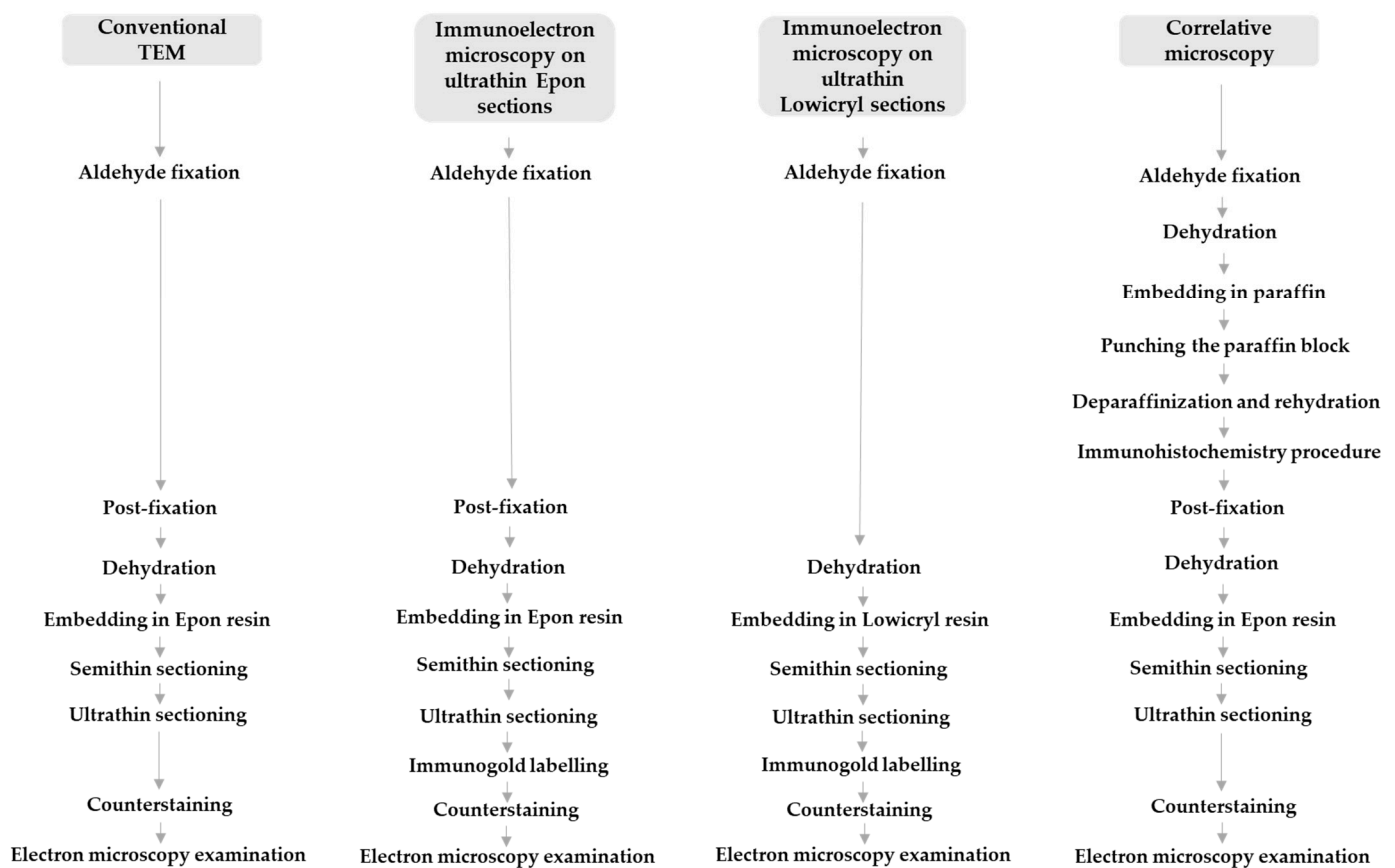 Conventional
TEM
Aldehyde fixation
Post-fixation
Dehydration
Embedding in Epon resin
Semithin sectioning
Ultrathin sectioning
Counterstaining
Electron microscopy examination
Immunoelectron
microscopy on
ultrathin Epon
sections
Aldehyde fixation
Post-fixation
Dehydration
Embedding in Epon resin
Semithin sectioning
Ultrathin sectioning
Immunogold labelling
Counterstaining
Electron microscopy examination
Immunoelectron
microscopy on
ultrathin
Lowicryl sections
Aldehyde fixation
Dehydration
Embedding in Lowicryl resin
Semithin sectioning
Ultrathin sectioning
Immunogold labelling
Counterstaining
Electron microscopy examination
Correlative
microscopy
Aldehyde fixation
Dehydration
Embedding in paraffin
Punching the paraffin block
Deparaffinization and rehydration
Immunohistochemistry procedure
Post-fixation
Dehydration
Embedding in Epon resin
Semithin sectioning
Ultrathin sectioning
Counterstaining
Electron microscopy examination